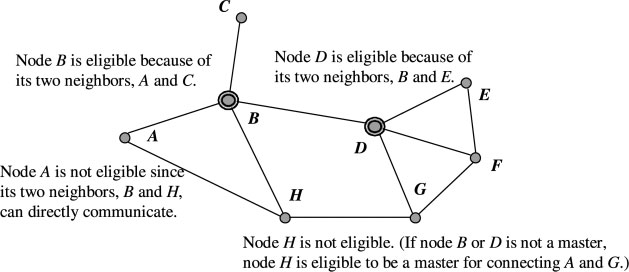 C
Node B is eligible because of
its two neighbors, A and C.
Node D is eligible because of
its two neighbors, B and E.
E
B
A
D
F
Node A is not eligible since
its two neighbors, B and H,
can directly communicate.
H
G
Node H is not eligible. (If node B or D is not a master,
node H is eligible to be a master for connecting A and G.)